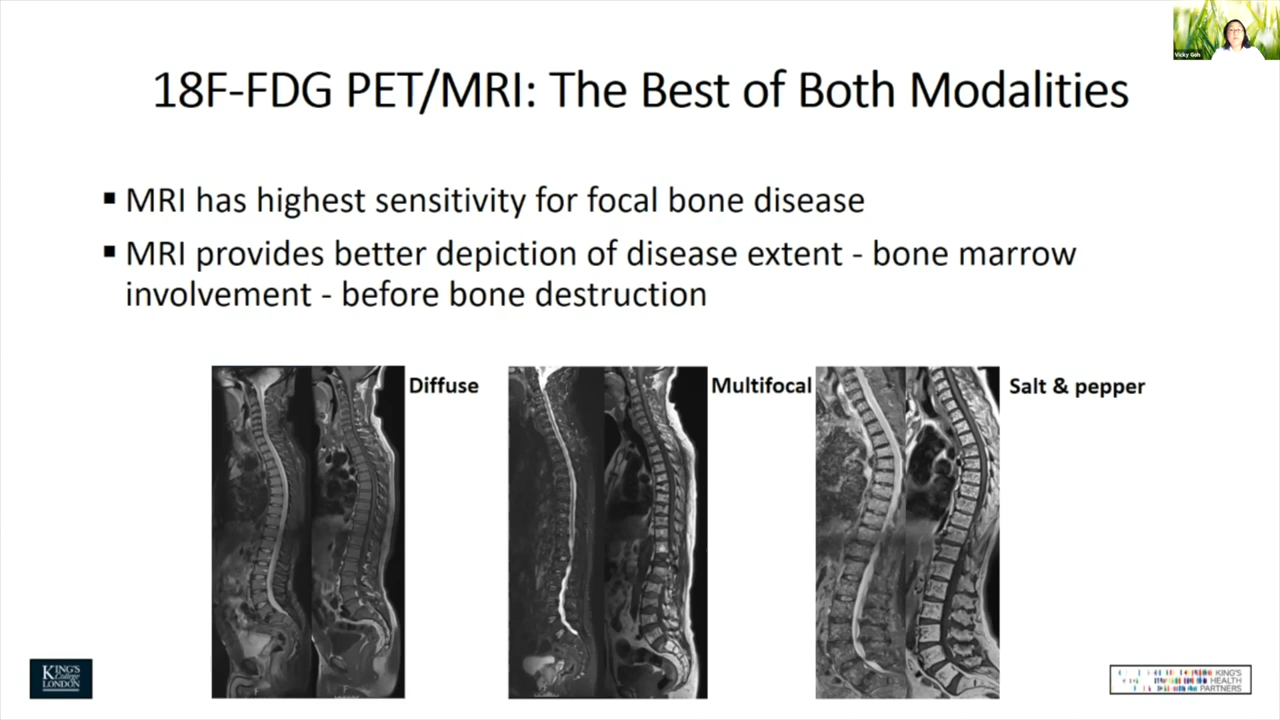 Vicky Goh
18F-FDG PET/MRI: The Best of Both Modalities
▪ MRI has highest sensitivity for focal bone disease
▪ MRI provides better depiction of disease extent - bone marrow
involvement - before bone destruction
Diffuse
Multifocal
Salt & pepper
KING'S
College
LONDON
KING'S
HEALTH
PARTNERS